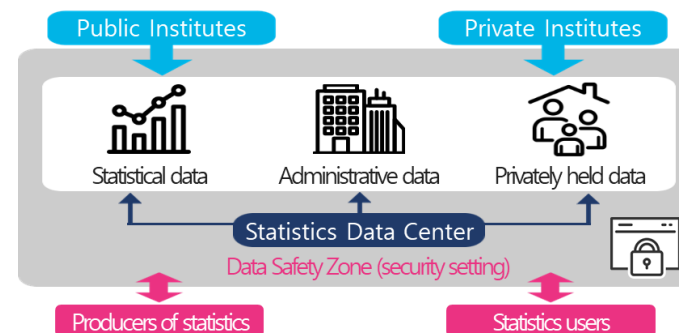 Public Institutes
Private Institutes
Statistical data
Administrative data
Privately held data
Statistics Data Center
Data Safety Zone (security setting)
Producers of statistics
Statistics users